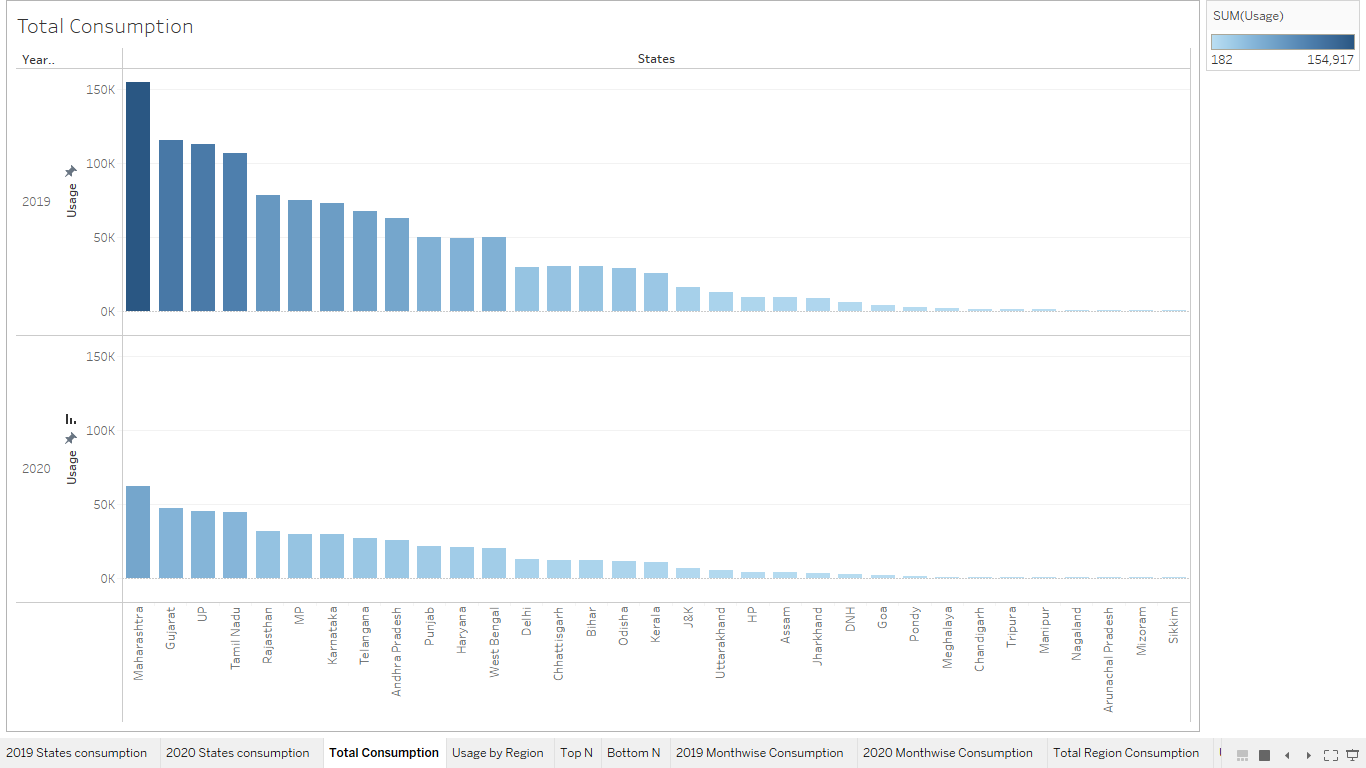 Total Consumption
SUM(Usage)
182 154,917
Year.. States
2019
Usage
150K
100K
50K
0K
2020
Usage
150K
100K
50K
0K
Maharashtra
Gujarat
UP
Tamil Nadu
Rajasthan
MP
Karnataka
Telangana
Andhra Pradesh
Punjab
Haryana
West Bengal
Delhi
Chhattisgarh
Bihar
Odisha
Kerala
J&K
Uttarakhand
HP
Assam
Jharkhand
DNH
Goa
Pondy
Meghalaya
Chandigarh
Tripura
Manipur
Nagaland
Arunachal Pradesh
Mizoram
Sikkim
2019 States consumption 2020 States consumption Total Consumption Usage by Region Top N Bottom N 2019 Monthwise Consumption 2020 Monthwise Consumption Total Region Consumption